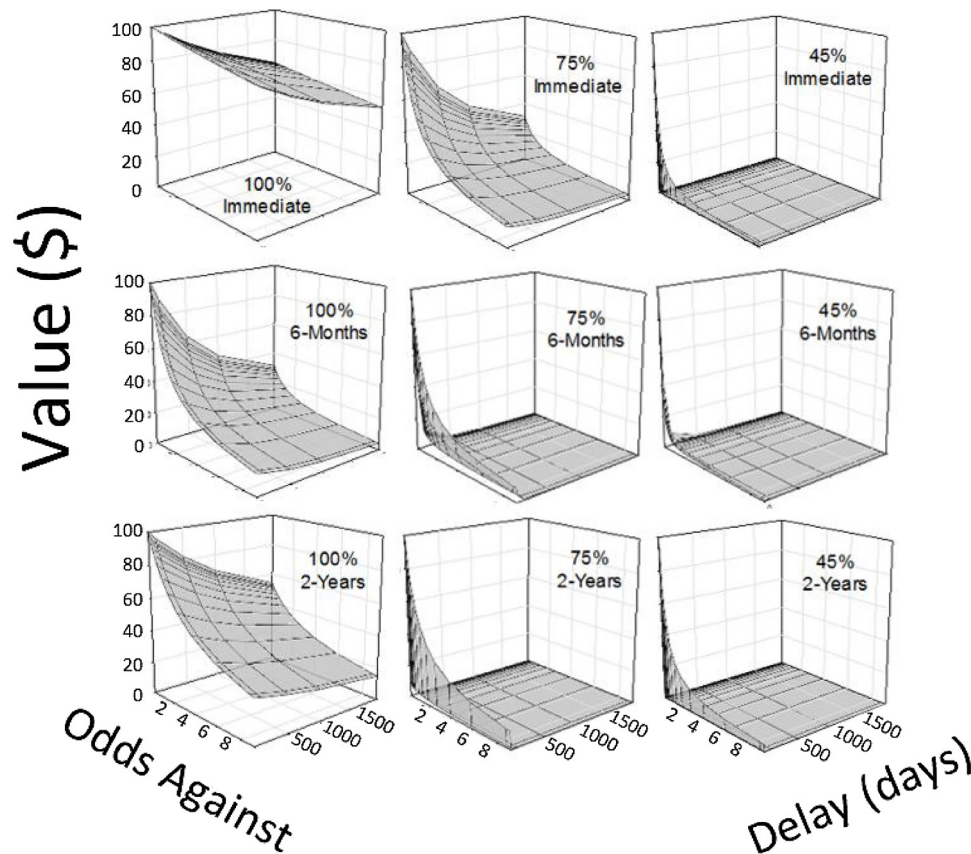 Value ($)
100
80
60
40
20
0
100%
Immediate
75%
Immediate
45%
Immediate
100
80
60
40
20
0
100%
6-Months
75%
6-Months
45%
6-Months
100
80
60
40
20
0
100%
2-Years
75%
2-Years
45%
2-Years
2 4 6 8
500 1000 1500
2 4 6 8
500 1000 1500
2 4 6 8
500 1000 1500
Odds Against
Delay (days)